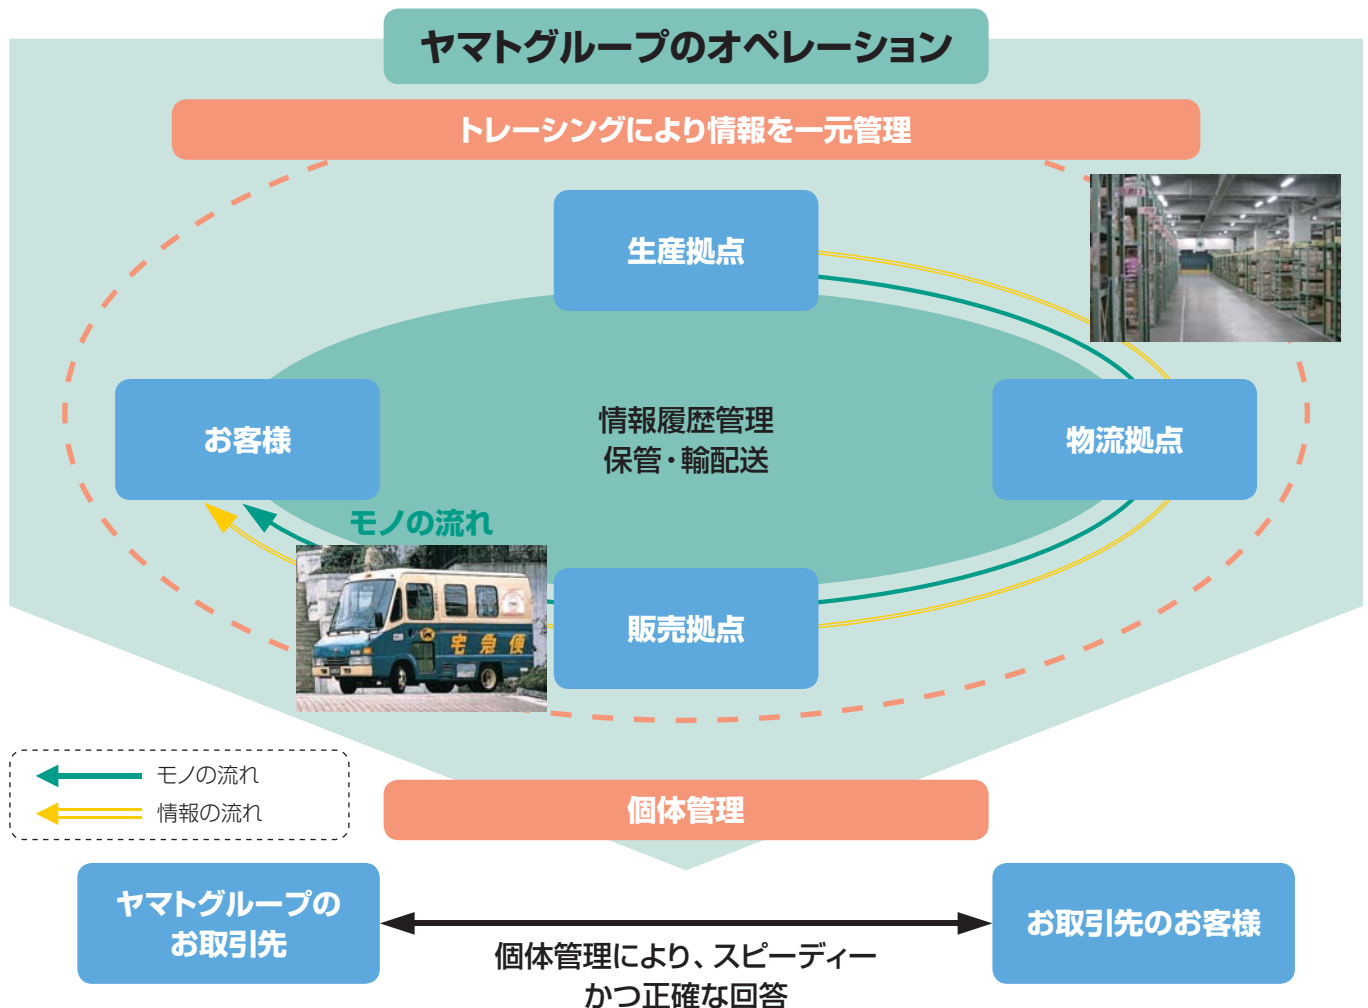 ヤマトグループのオペレーション
トレーシングにより情報を一元管理
生産拠点
お客様
情報履歴管理
保管・輸配送
物流拠点
モノの流れ
宅急便
販売拠点
モノの流れ
情報の流れ
個体管理
ヤマトグループの
お取引先
お取引先のお客様
個体管理により、スピーディー
かつ正確な回答